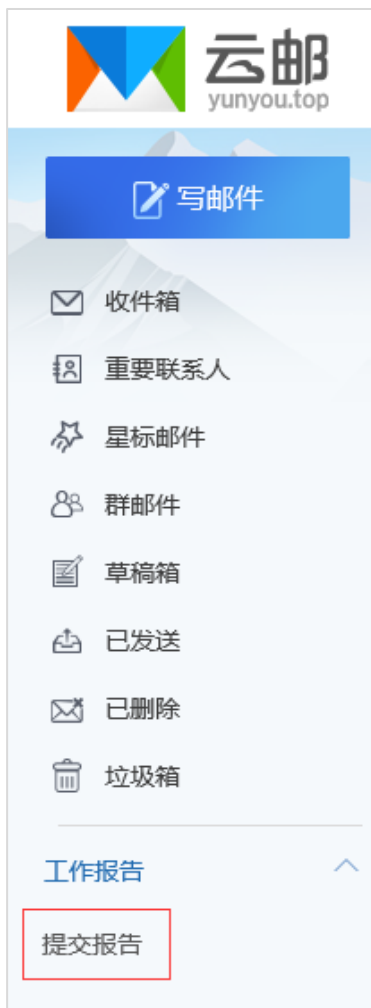 云邮
yunyou.top
写邮件
收件箱
重要联系人
星标邮件
群邮件
草稿箱
已发送
已删除
垃圾箱
工作报告
提交报告